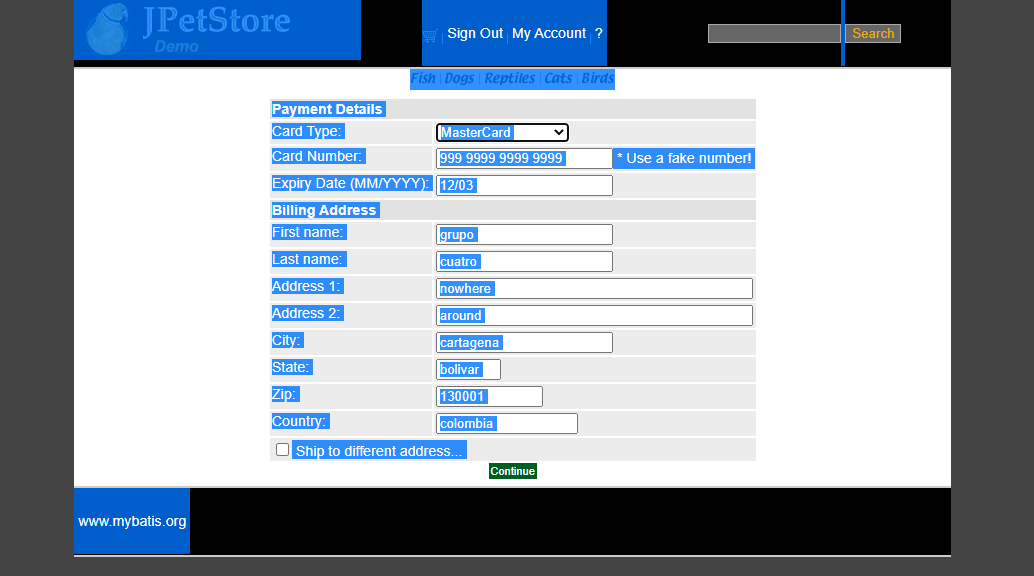 JPetStore
Demo
Sign Out | My Account | ?
Search
Fish | Dogs | Reptiles | Cats | Birds
Payment Details
Card Type: MasterCard
Card Number: 999 9999 9999 9999 * Use a fake number!
Expiry Date (MM/YYYY): 12/03
Billing Address
First name: grupo
Last name: cuatro
Address 1: nowhere
Address 2: around
City: cartagena
State: bolivar
Zip: 130001
Country: colombia
Ship to different address...
Continue
www.mybatis.org